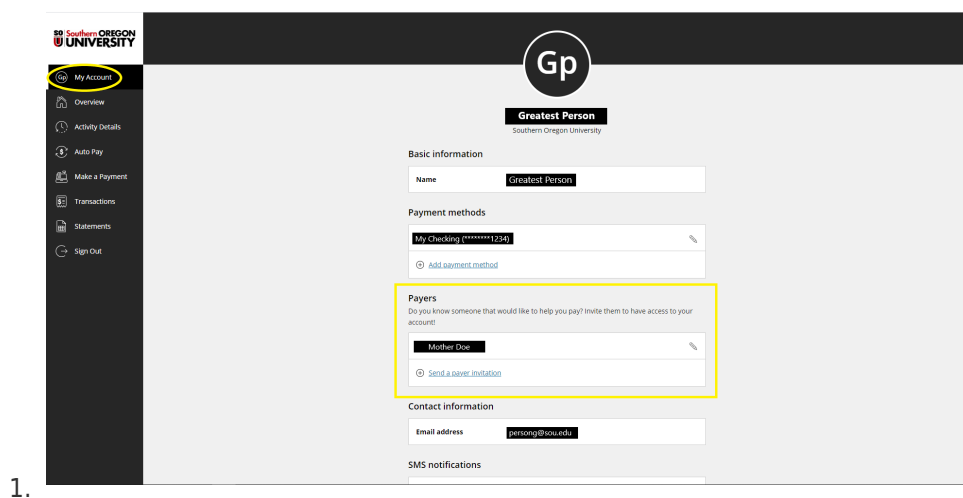 SO Southern OREGON
U UNIVERSITY
Gp My Account
Overview
Activity Details
Auto Pay
Make a Payment
Transactions
Statements
Sign Out
Gp
Greatest Person
Southern Oregon University
Basic information
Name Greatest Person
Payment methods
My Checking (********1234)
Add payment method
Payers
Do you know someone that would like to help you pay? Invite them to have access to your
account!
Mother Doe
Send a payer invitation
Contact information
Email address persong@sou.edu
SMS notifications
1.